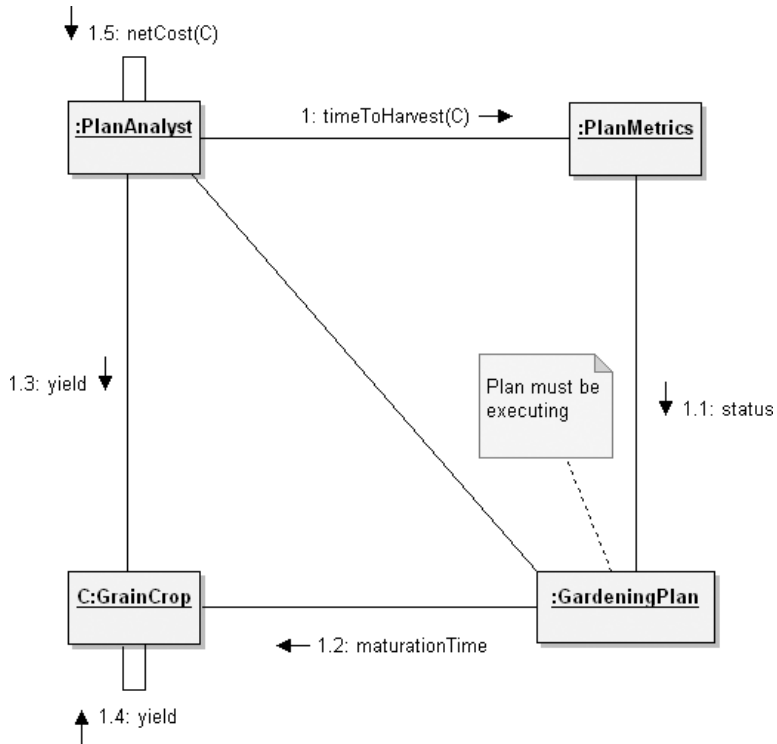 1.5: netCost(C)
:PlanAnalyst
1: timeToHarvest(C)
:PlanMetrics
1.3: yield
Plan must be
executing
1.1: status
C:GrainCrop
:GardeningPlan
1.2: maturationTime
1.4: yield